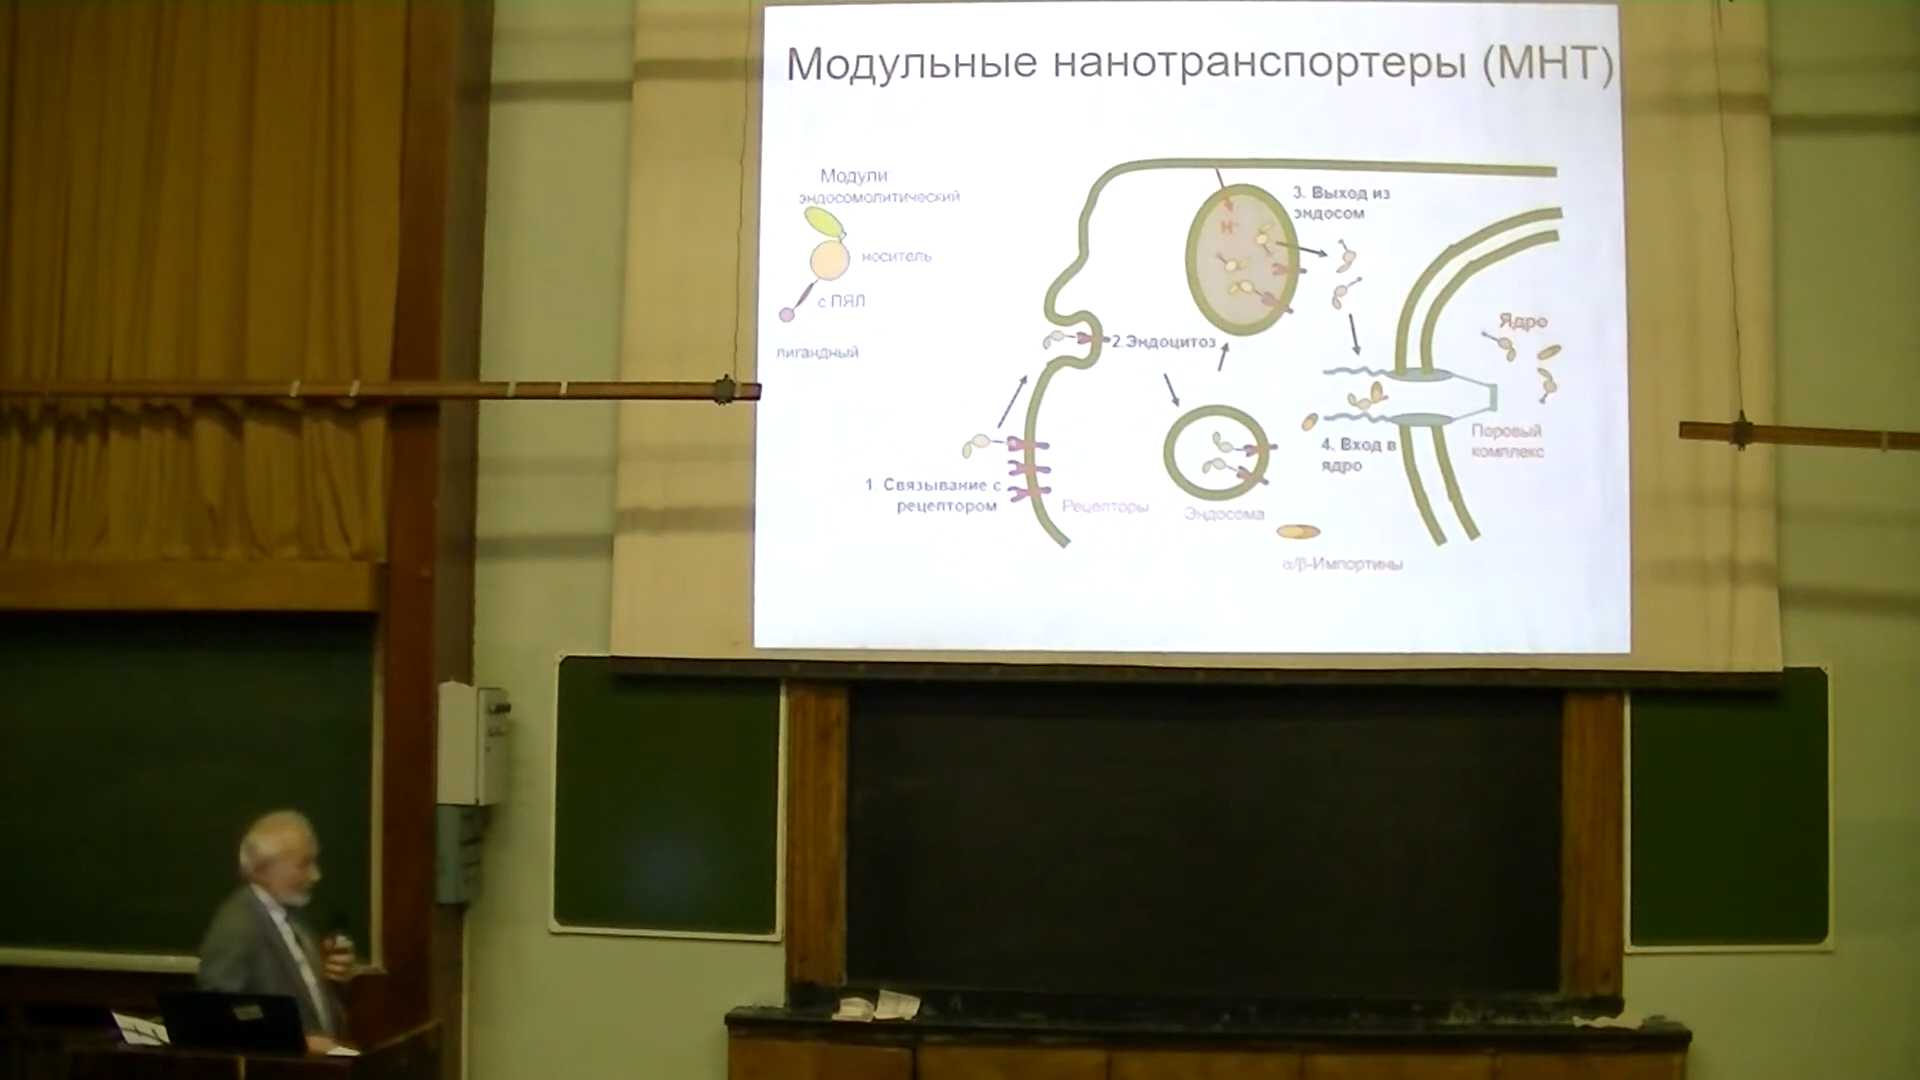 Модульные нанотранспортеры (МНТ)
Модули
эндосомолитический
носитель
с ПЯЛ
лигандный
1. Связывание с
рецептором
Рецепторы
2.Эндоцитоз
Эндосома
3. Выход из
эндосом
H⁺
4. Вход в
ядро
Ядро
Поровый
комплекс
α/β-Импортины